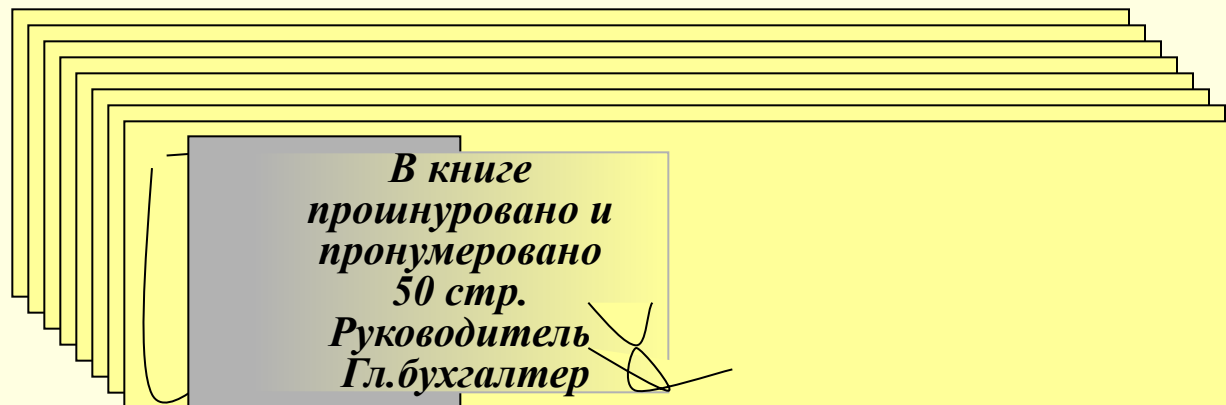 В книге
прошнуровано и
пронумеровано
50 стр.
Руководитель
Гл.бухгалтер